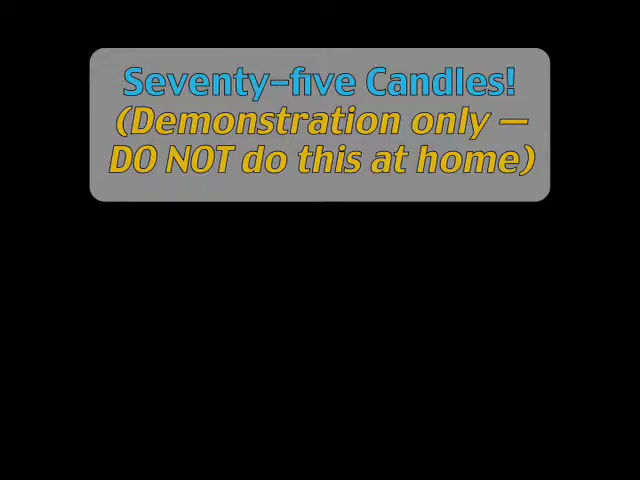 Seventy-five Candles!
(Demonstration only —
DO NOT do this at home)